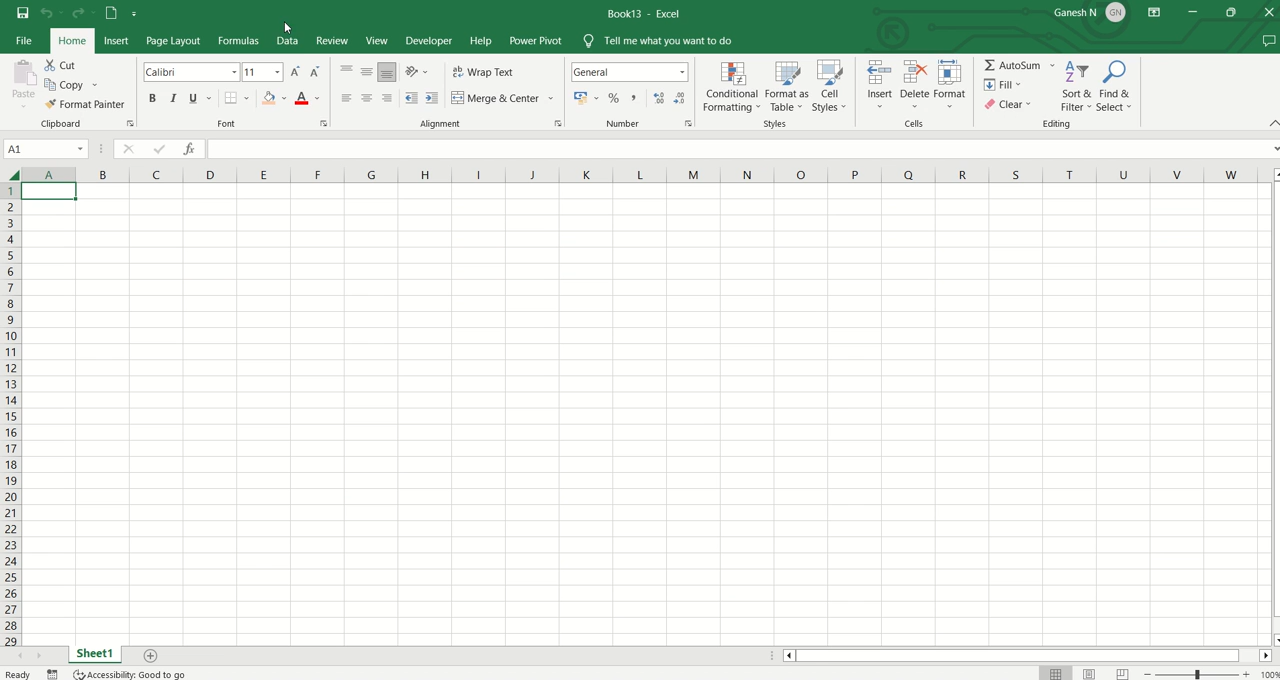 Book13 - Excel
Ganesh N GN
File Home Insert Page Layout Formulas Data Review View Developer Help Power Pivot Tell me what you want to do
Paste
Cut
Copy
Format Painter
Clipboard
Calibri 11
B I U A
Font
Wrap Text
Merge & Center
Alignment
General
% ,
Number
Conditional Formatting
Format as Table
Cell Styles
Styles
Insert Delete Format
Cells
AutoSum
Fill
Clear
Sort & Filter
Find & Select
Editing
A1 fx
A B C D E F G H I J K L M N O P Q R S T U V W
1
2
3
4
5
6
7
8
9
10
11
12
13
14
15
16
17
18
19
20
21
22
23
24
25
26
27
28
29
Sheet1
Ready Accessibility: Good to go 100%